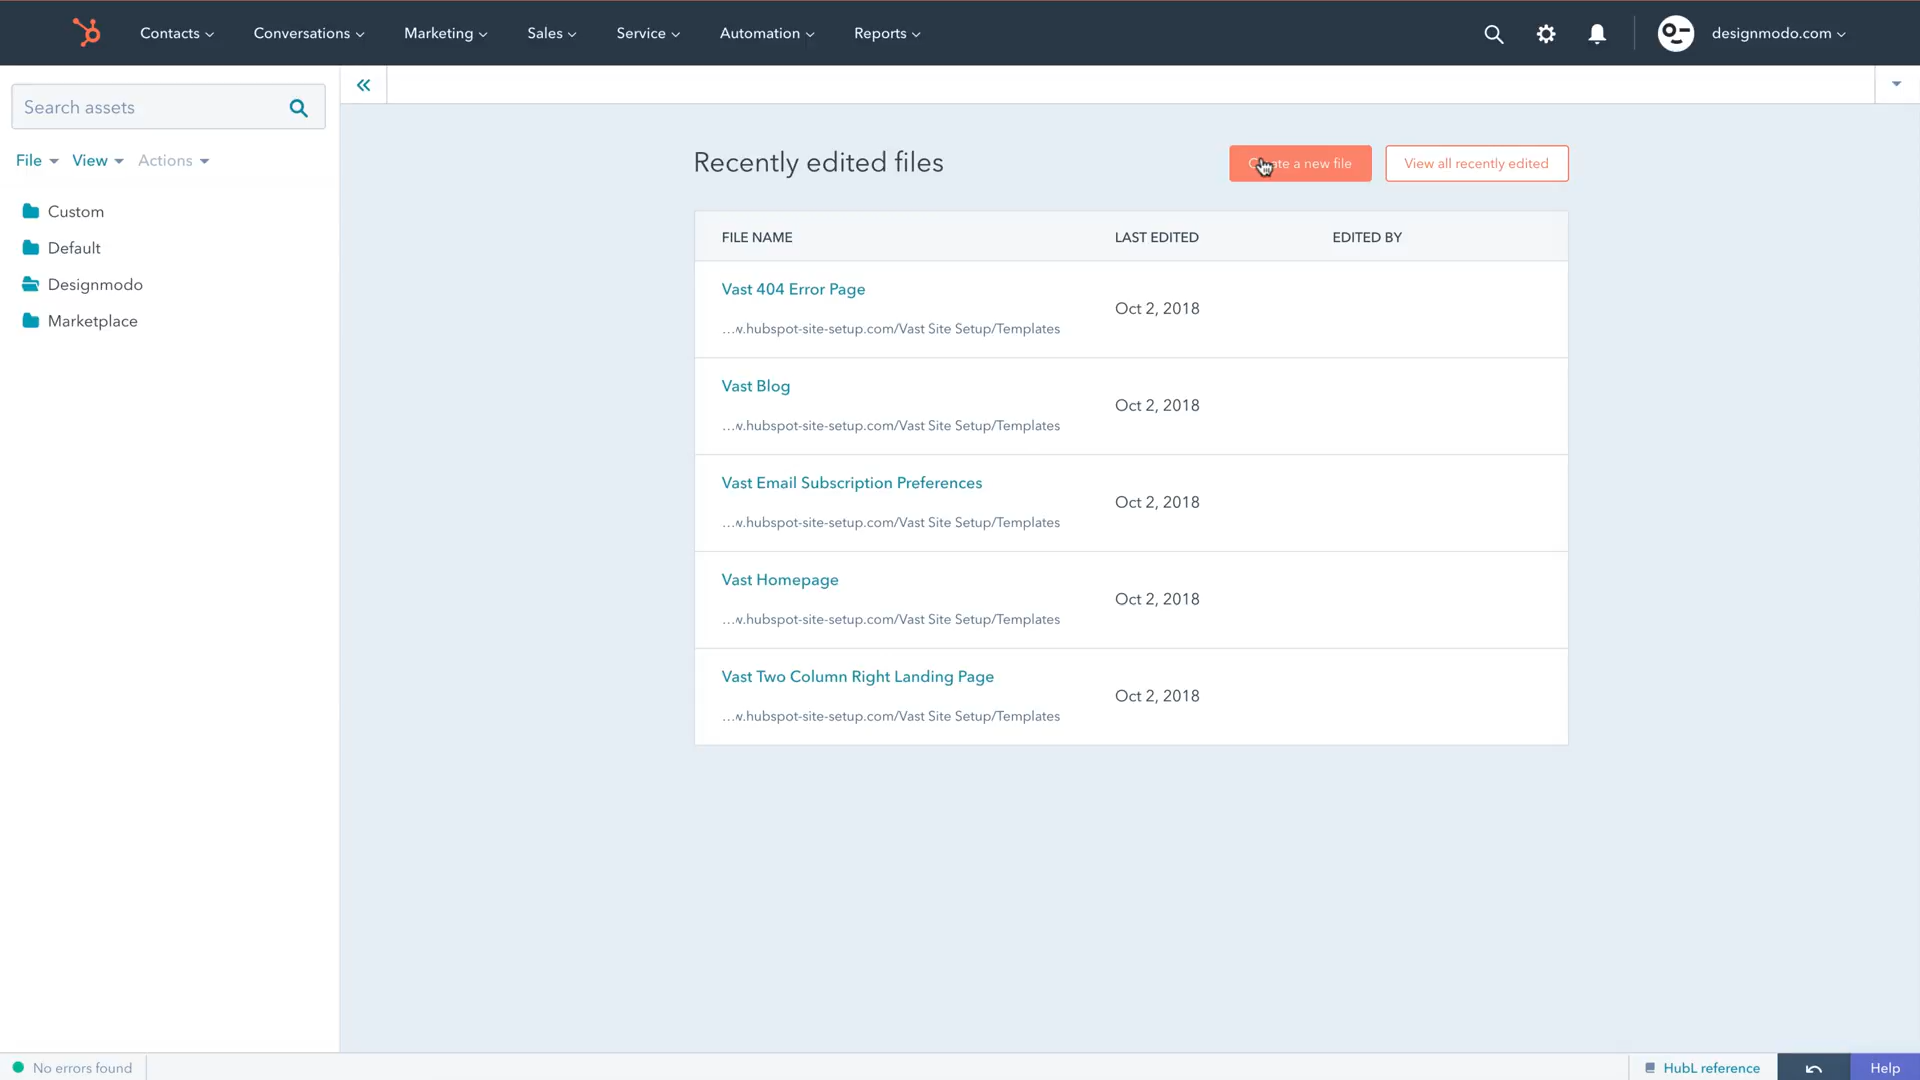 Contacts Conversations Marketing Sales Service Automation Reports designmodo.com
Search assets
File View Actions
Custom
Default
Designmodo
Marketplace
Recently edited files
a new file
View all recently edited
FILE NAME LAST EDITED EDITED BY
Vast 404 Error Page
Oct 2, 2018
...w.hubspot-site-setup.com/Vast Site Setup/Templates
Vast Blog
Oct 2, 2018
...w.hubspot-site-setup.com/Vast Site Setup/Templates
Vast Email Subscription Preferences
Oct 2, 2018
...w.hubspot-site-setup.com/Vast Site Setup/Templates
Vast Homepage
Oct 2, 2018
...w.hubspot-site-setup.com/Vast Site Setup/Templates
Vast Two Column Right Landing Page
Oct 2, 2018
...w.hubspot-site-setup.com/Vast Site Setup/Templates
No errors found
HubL reference
Help